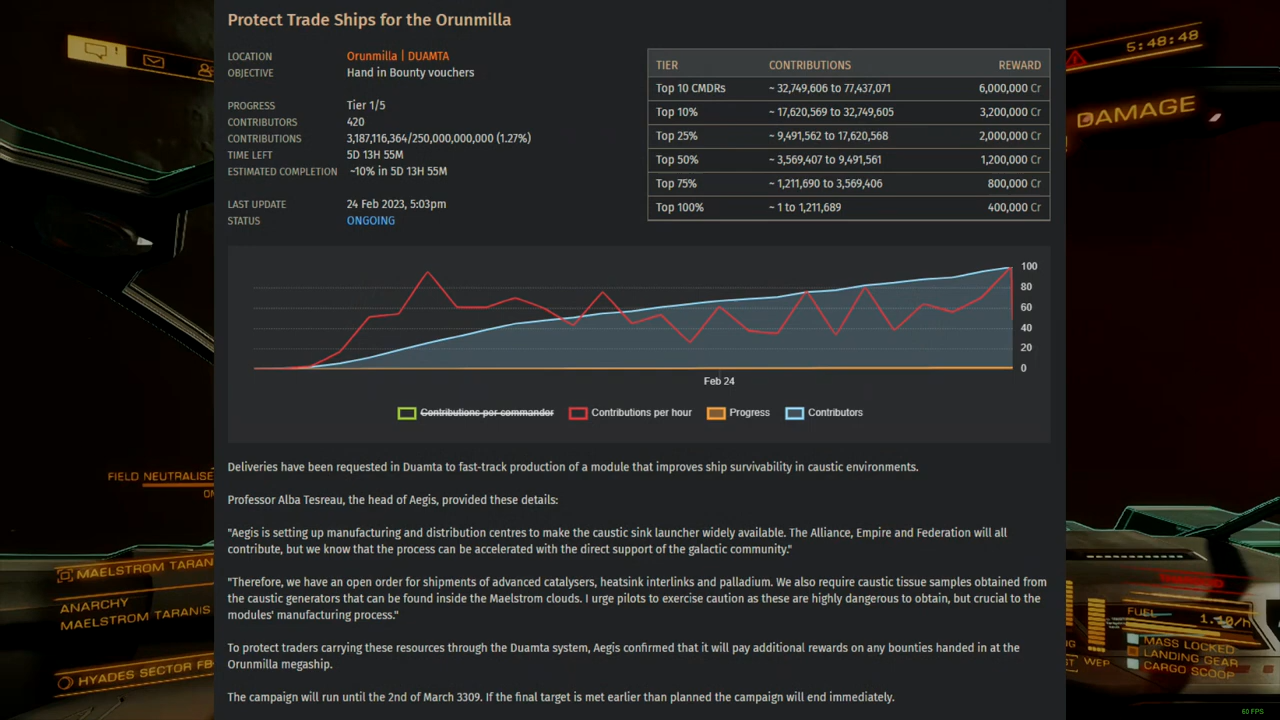 Protect Trade Ships for the Orunmilla
LOCATION Orunmilla | DUAMTA
OBJECTIVE Hand in Bounty vouchers
PROGRESS Tier 1/5
CONTRIBUTORS 420
CONTRIBUTIONS 3,187,116,364/250,000,000,000 (1.27%)
TIME LEFT 5D 13H 55M
ESTIMATED COMPLETION ~10% in 5D 13H 55M
LAST UPDATE 24 Feb 2023, 5:03pm
STATUS ONGOING
TIER CONTRIBUTIONS REWARD
Top 10 CMDRs ~ 32,749,606 to 77,437,071 6,000,000 Cr
Top 10% ~ 17,620,569 to 32,749,605 3,200,000 Cr
Top 25% ~ 9,491,562 to 17,620,568 2,000,000 Cr
Top 50% ~ 3,569,407 to 9,491,561 1,200,000 Cr
Top 75% ~ 1,211,690 to 3,569,406 800,000 Cr
Top 100% ~ 1 to 1,211,689 400,000 Cr
100
80
60
40
20
0
Feb 24
Contributions per commander Contributions per hour Progress Contributors
Deliveries have been requested in Duamta to fast-track production of a module that improves ship survivability in caustic environments.
Professor Alba Tesreau, the head of Aegis, provided these details:
"Aegis is setting up manufacturing and distribution centres to make the caustic sink launcher widely available. The Alliance, Empire and Federation will all
contribute, but we know that the process can be accelerated with the direct support of the galactic community."
"Therefore, we have an open order for shipments of advanced catalysers, heatsink interlinks and palladium. We also require caustic tissue samples obtained from
the caustic generators that can be found inside the Maelstrom clouds. I urge pilots to exercise caution as these are highly dangerous to obtain, but crucial to the
modules' manufacturing process."
To protect traders carrying these resources through the Duamta system, Aegis confirmed that it will pay additional rewards on any bounties handed in at the
Orunmilla megaship.
The campaign will run until the 2nd of March 3309. If the final target is met earlier than planned the campaign will end immediately.
5:48:48
DAMAGE
FIELD NEUTRALISE
MAELSTROM TARAN
ANARCHY
MAELSTROM TARANIS
HYADES SECTOR FB
FUEL
MASS LOCKED
LANDING GEAR
CARGO SCOOP
WEP
60 FPS